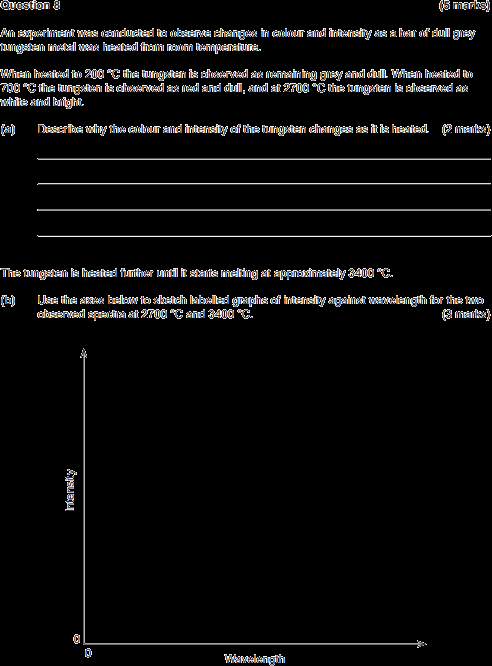 Question 8 (5 marks)
An experiment was conducted to observe changes in colour and intensity as a bar of dull grey
tungsten metal was heated from room temperature.
When heated to 200 °C the tungsten is observed as remaining grey and dull. When heated to
700 °C the tungsten is observed as red and dull, and at 2700 °C the tungsten is observed as
white and bright.
(a) Describe why the colour and intensity of the tungsten changes as it is heated. (2 marks)
The tungsten is heated further until it starts melting at approximately 3400 °C.
(b) Use the axes below to sketch labelled graphs of intensity against wavelength for the two
observed spectra at 2700 °C and 3400 °C. (3 marks)
Intensity
0
0
Wavelength